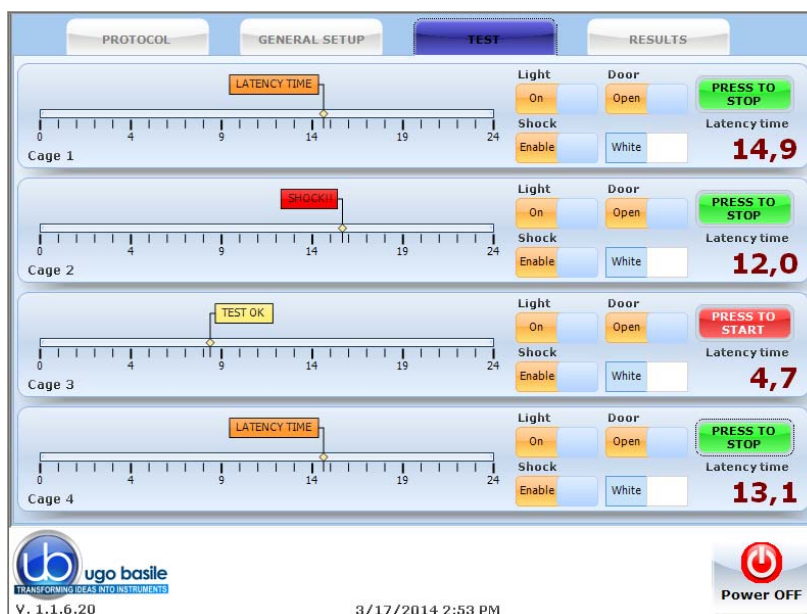 PROTOCOL GENERAL SETUP TEST RESULTS
LATENCY TIME
Light Door
On Open PRESS TO STOP
Shock Latency time
Enable White 14,9
0 4 9 14 19 24
Cage 1
SHOCK!!
Light Door
On Open PRESS TO STOP
Shock Latency time
Enable White 12,0
0 4 9 14 19 24
Cage 2
TEST OK
Light Door
On Open PRESS TO START
Shock Latency time
Enable White 4,7
0 4 9 14 19 24
Cage 3
LATENCY TIME
Light Door
On Open PRESS TO STOP
Shock Latency time
Enable White 13,1
0 4 9 14 19 24
Cage 4
ub ugo basile
TRANSFORMING IDEAS INTO INSTRUMENTS
Power OFF
V. 1.1.6.20 3/17/2014 2:53 PM